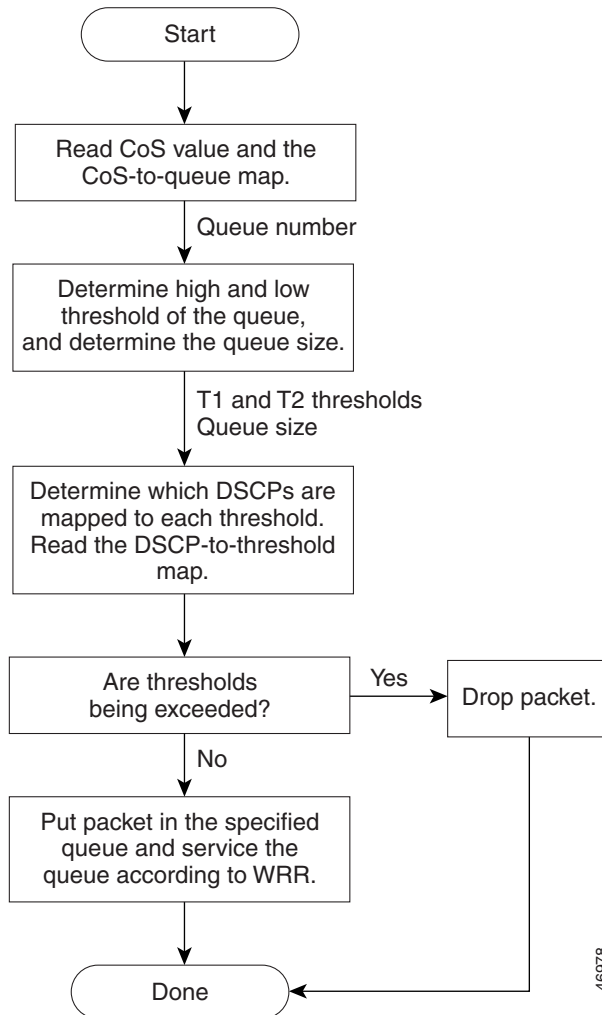 Start
Read CoS value and the
CoS-to-queue map.
Queue number
Determine high and low
threshold of the queue,
and determine the queue size.
T1 and T2 thresholds
Queue size
Determine which DSCPs are
mapped to each threshold.
Read the DSCP-to-threshold
map.
Are thresholds
being exceeded?
Yes
Drop packet.
No
Put packet in the specified
queue and service the
queue according to WRR.
Done
46978